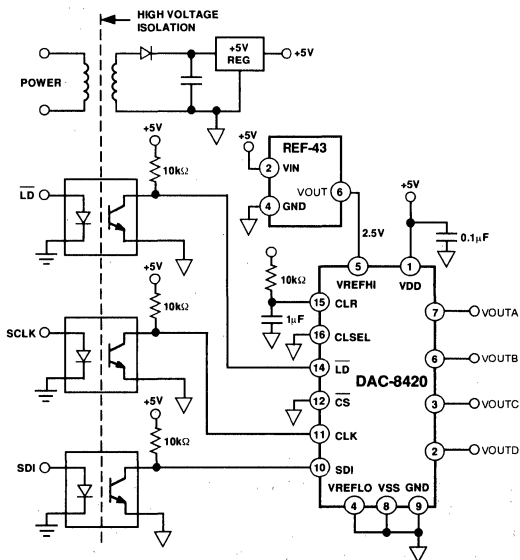 HIGH VOLTAGE
ISOLATION
+5V
REG
+5V
POWER
+5V
10kΩ
LD
+5V
REF-43
2
VIN
VOUT
6
4
GND
2.5V
+5V
0.1µF
5
1
VREFHI
VDD
10kΩ
1µF
15
CLR
16
CLSEL
14
LD
12
CS
11
CLK
10
SDI
DAC-8420
7
VOUTA
6
VOUTB
3
VOUTC
2
VOUTD
VREFLO
VSS
GND
4
8
9
+5V
10kΩ
SCLK
+5V
10kΩ
SDI